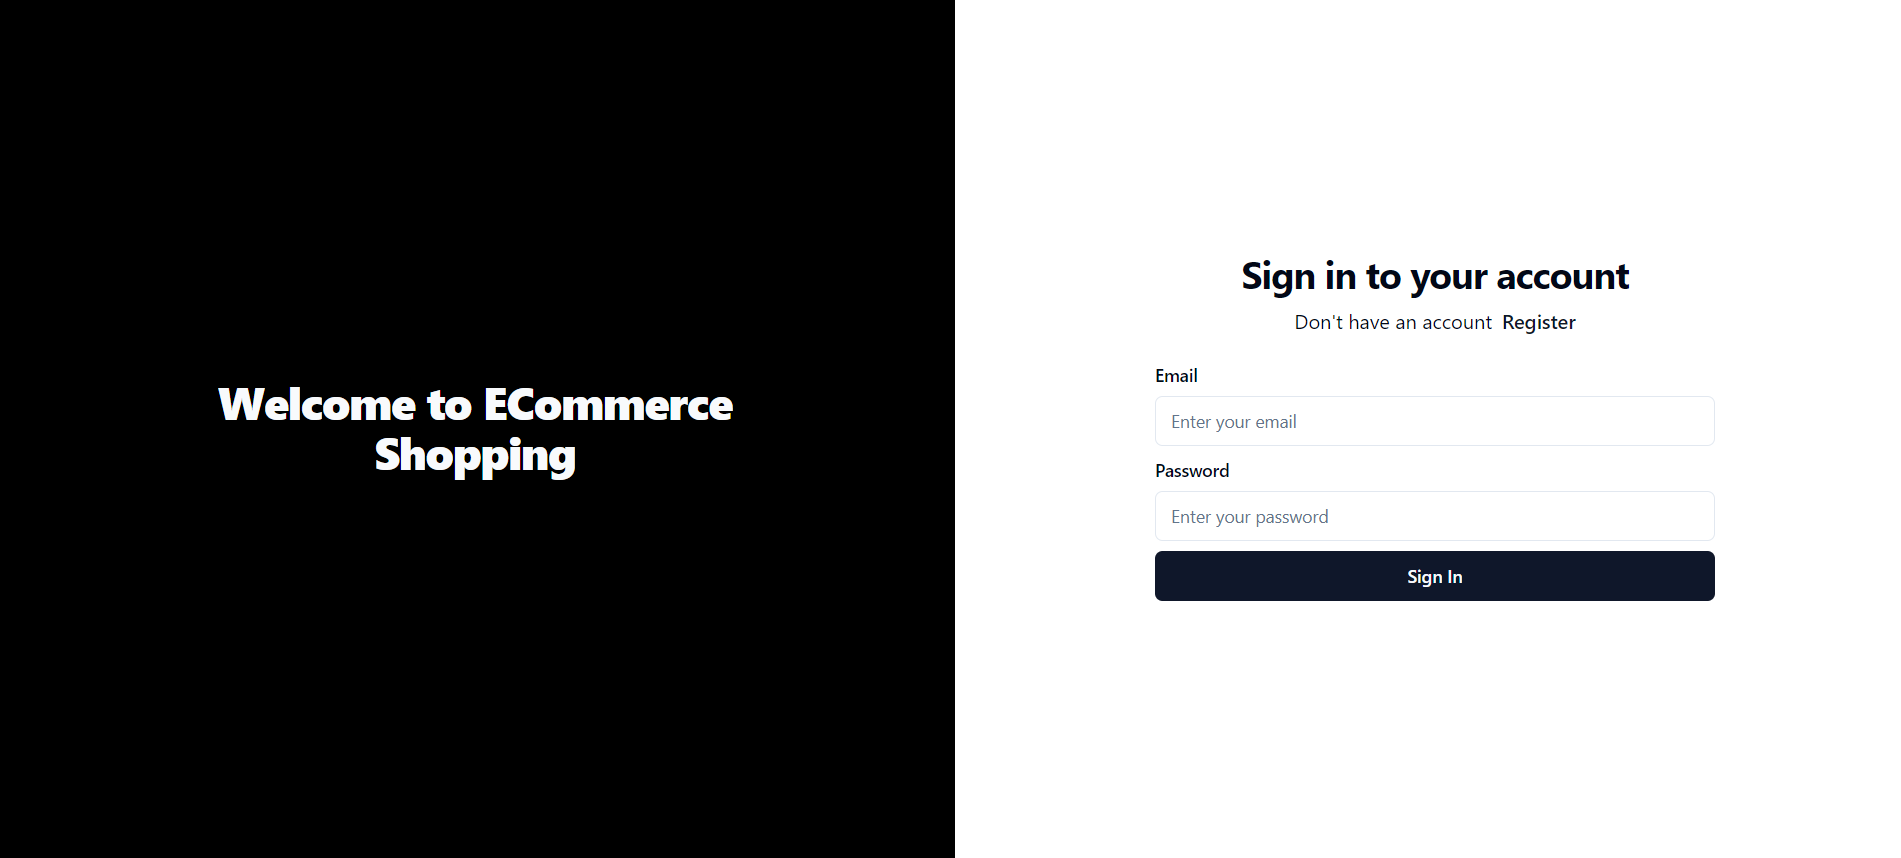 Welcome to ECommerce
Shopping
Sign in to your account
Don't have an account Register
Email
Enter your email
Password
Enter your password
Sign In